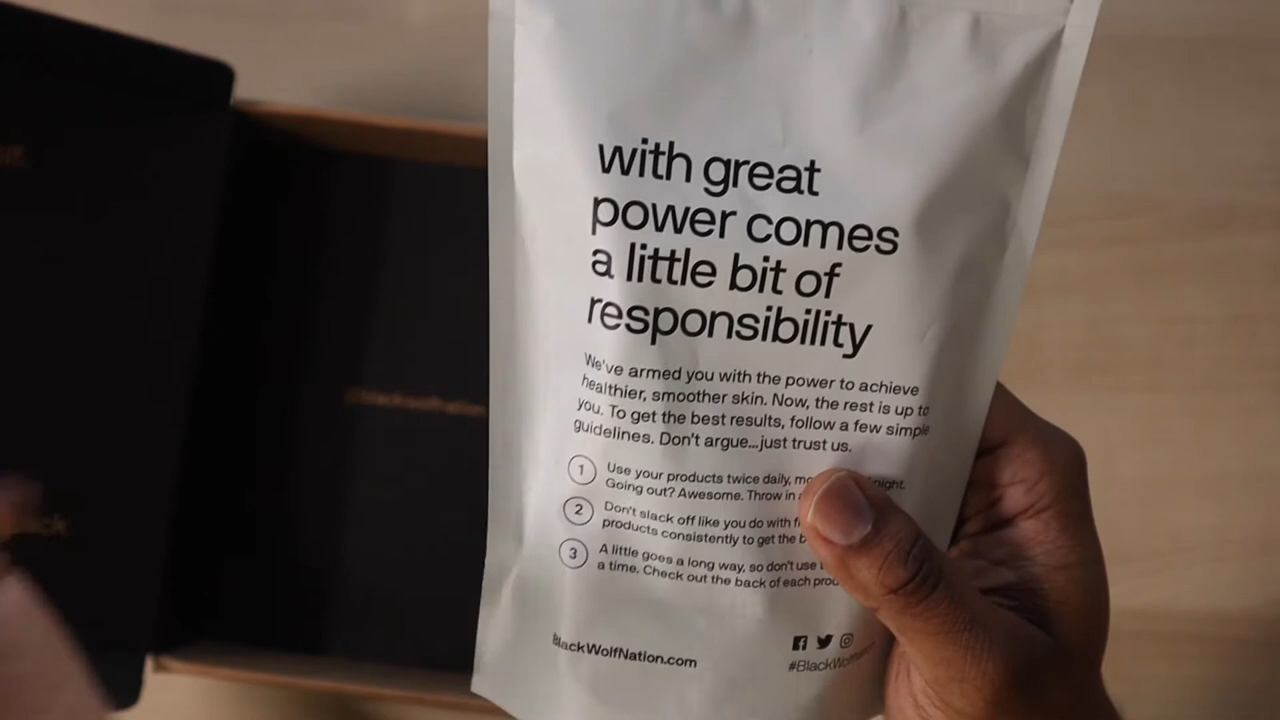 with great
power comes
a little bit of
responsibility
We've armed you with the power to achieve
healthier, smoother skin. Now, the rest is up to
you. To get the best results, follow a few simple
guidelines. Don't argue...just trust us.
1 Use your products twice daily, night.
Going out? Awesome. Throw in
2 Don't slack off like you do with
products consistently to get the
3 A little goes a long way, so don't use
a time. Check out the back of each
BlackWolfNation.com
@blackwolfnation